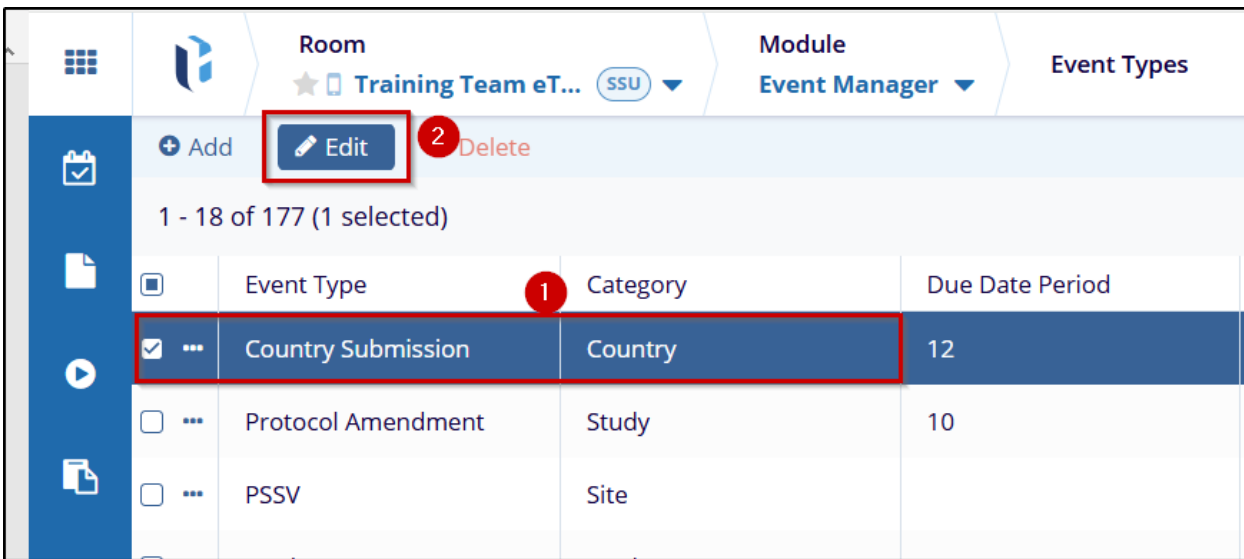 Room
Training Team eT... SSU
Module
Event Manager
Event Types
Add
Edit
2
Delete
1 - 18 of 177 (1 selected)
Event Type
1
Category
Due Date Period
Country Submission
Country
12
Protocol Amendment
Study
10
PSSV
Site